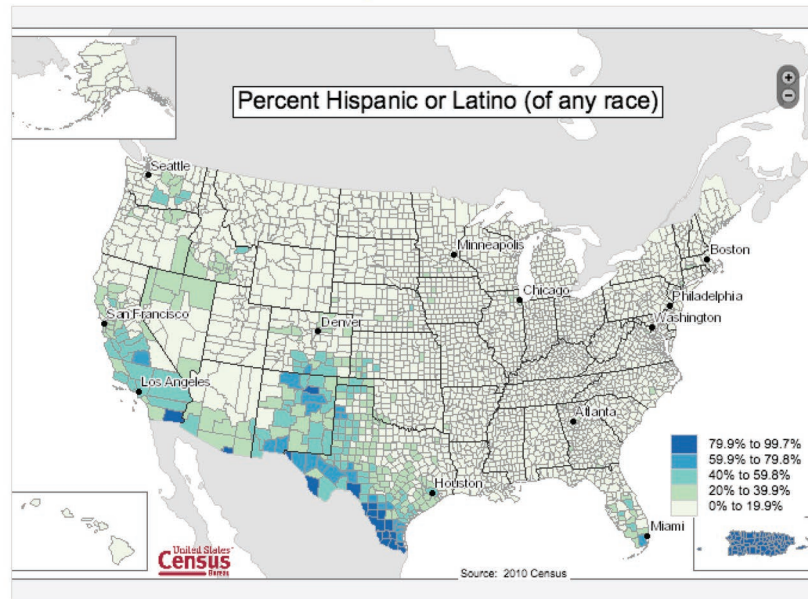 Percent Hispanic or Latino (of any race)
+
−
Seattle
Minneapolis
Boston
Chicago
Philadelphia
San Francisco
Denver
Washington
Los Angeles
Atlanta
79.9% to 99.7%
59.9% to 79.8%
40% to 59.8%
20% to 39.9%
0% to 19.9%
Houston
Miami
United States'
Census
Bureau
Source: 2010 Census